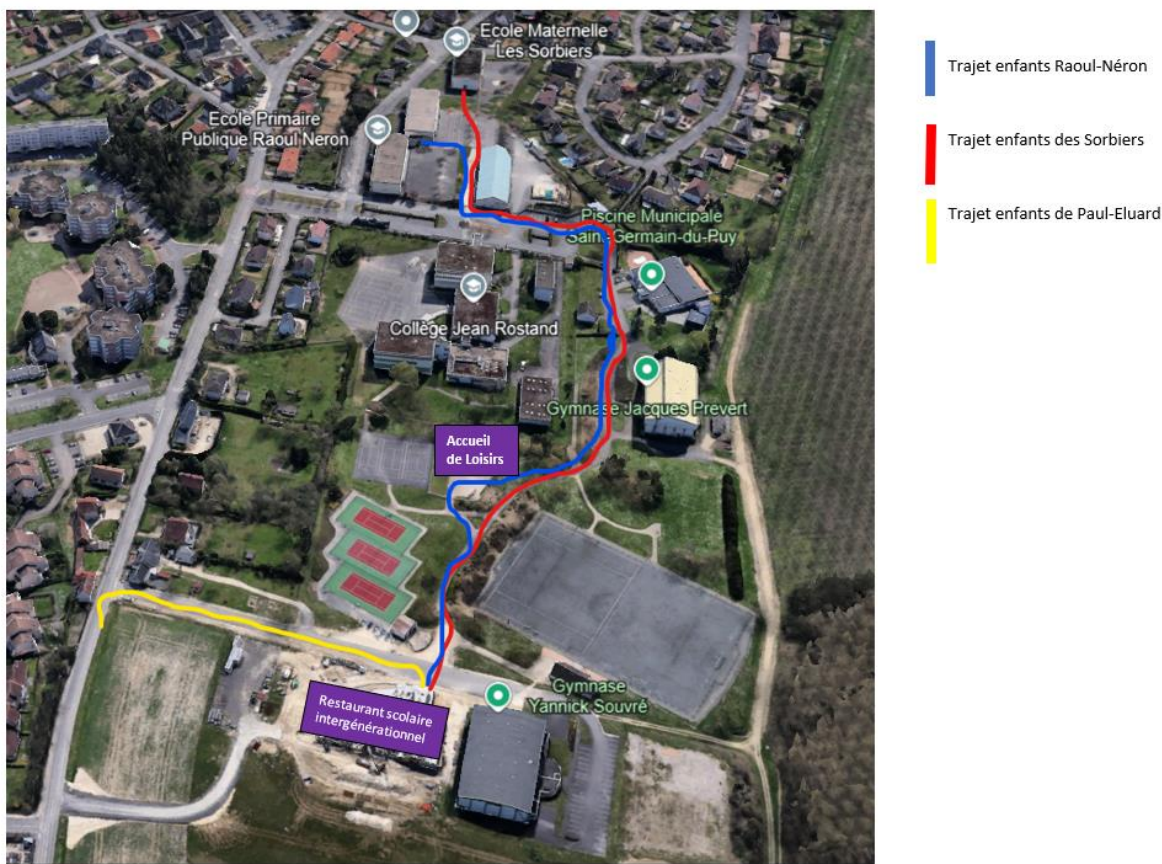 Ecole Maternelle
Les Sorbiers
Ecole Primaire
Publique Raoul Neron
Piscine Municipale
Saint-Germain-du-Puy
Collège Jean Rostand
Gymnase Jacques Prevert
Accueil
de Loisirs
Gymnase
Yannick Souvré
Restaurant scolaire
intergénérationnel
Trajet enfants Raoul-Néron
Trajet enfants des Sorbiers
Trajet enfants de Paul-Eluard